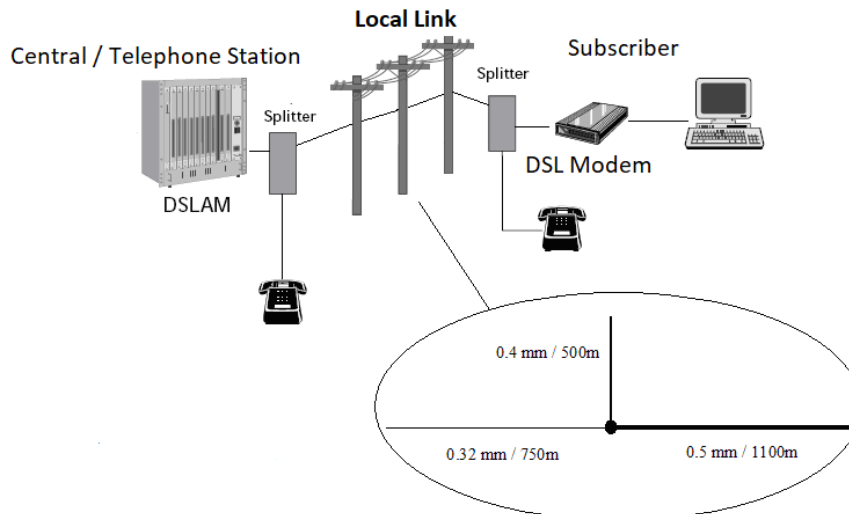 Local Link
Central / Telephone Station
Subscriber
Splitter
Splitter
DSL Modem
DSLAM
0.4 mm / 500m
0.32 mm / 750m
0.5 mm / 1100m